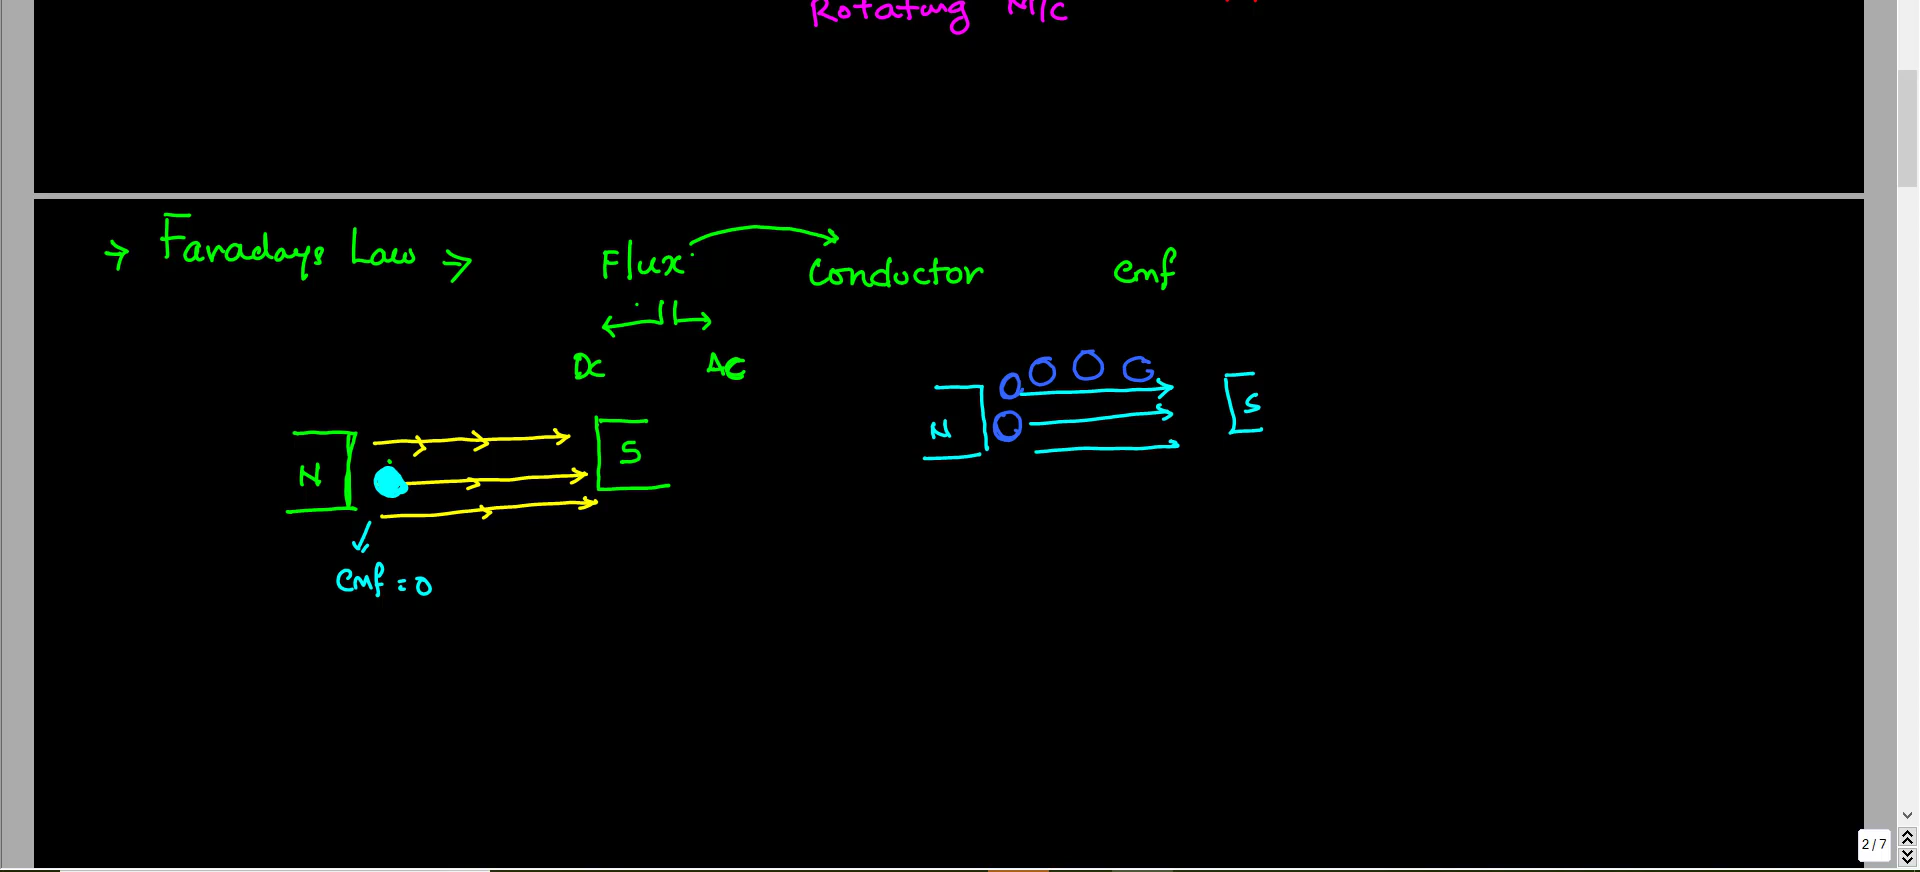 Rotating M/C
→ Faradays Law → Flux Conductor emf
DC AC
N S
N S
emf = 0
2 / 7